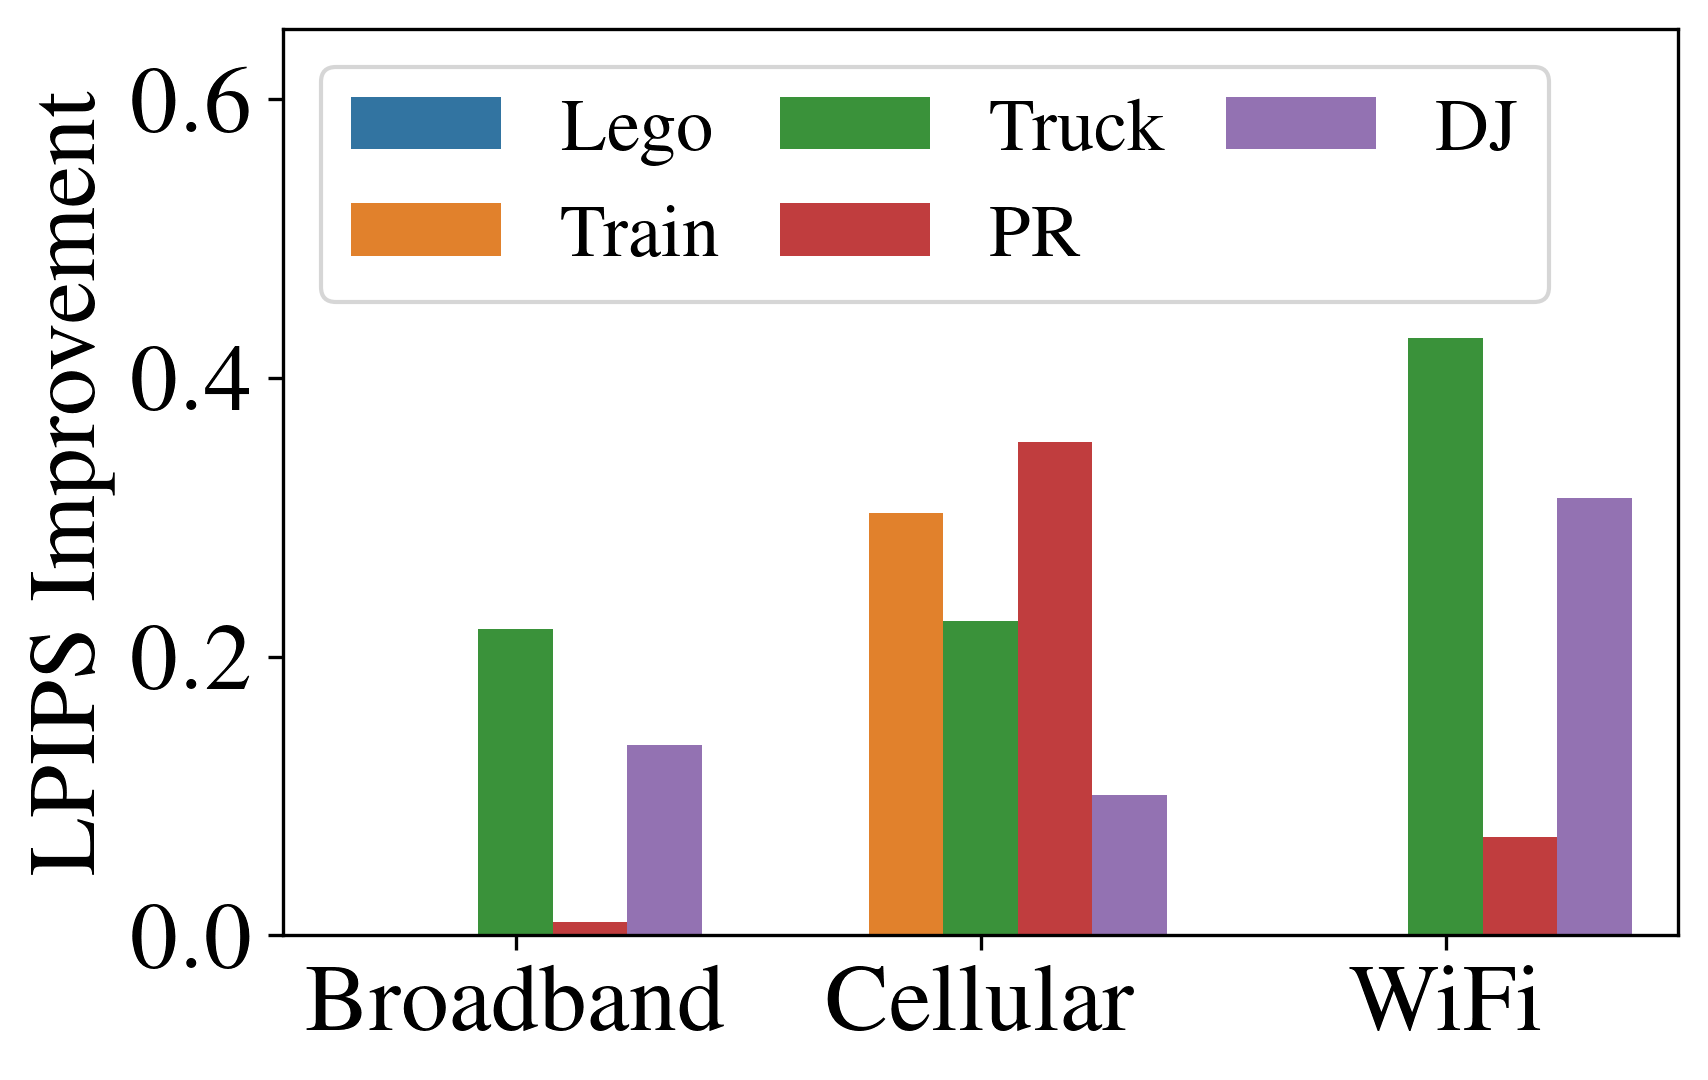 LPIPS Improvement
0.6
0.4
0.2
0.0
Lego
Train
Truck
PR
DJ
Broadband Cellular WiFi